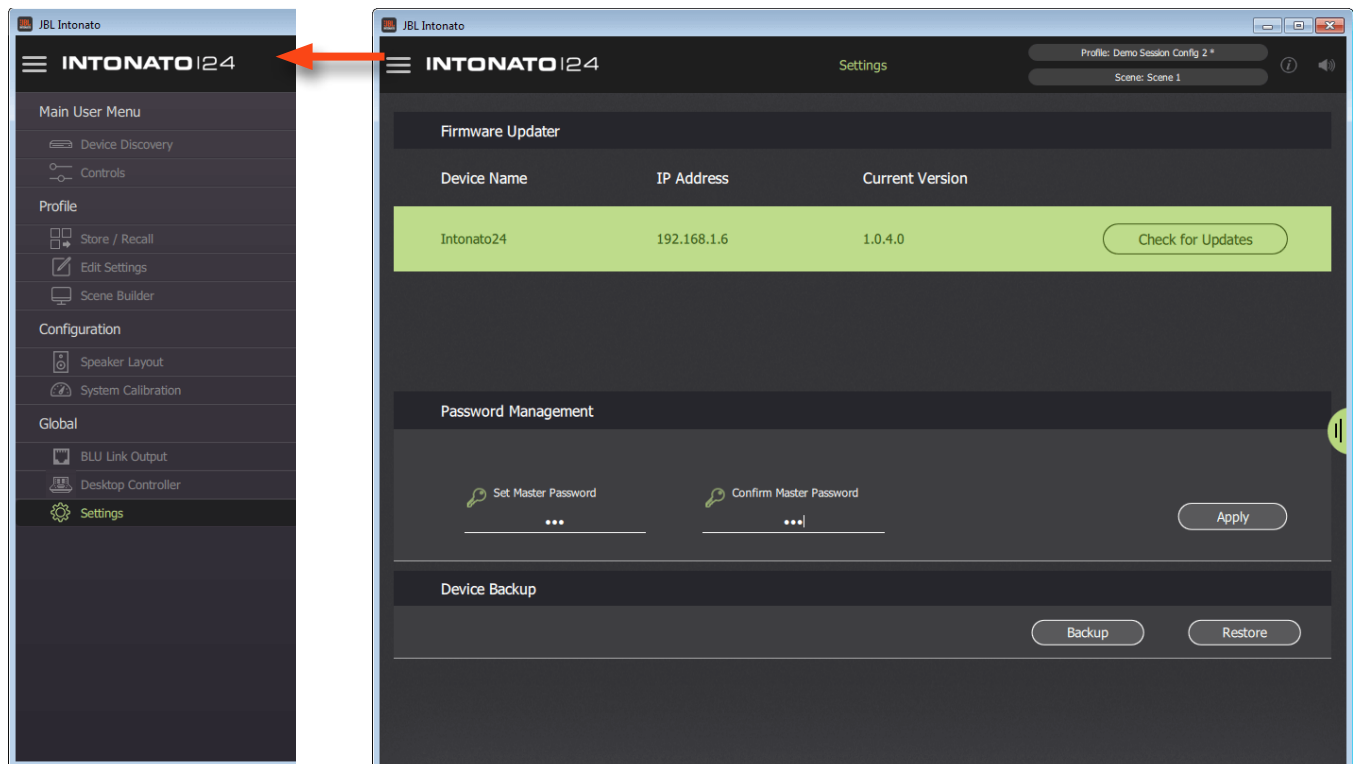 JBL Intonato
INTONATO|24
Main User Menu
Device Discovery
Controls
Profile
Store / Recall
Edit Settings
Scene Builder
Configuration
Speaker Layout
System Calibration
Global
BLU Link Output
Desktop Controller
Settings
JBL Intonato
INTONATO|24
Settings
Profile: Demo Session Config 2 *
Scene: Scene 1
Firmware Updater
Device Name IP Address Current Version
Intonato24 192.168.1.6 1.0.4.0 Check for Updates
Password Management
Set Master Password Confirm Master Password
••• •••
Apply
Device Backup
Backup Restore